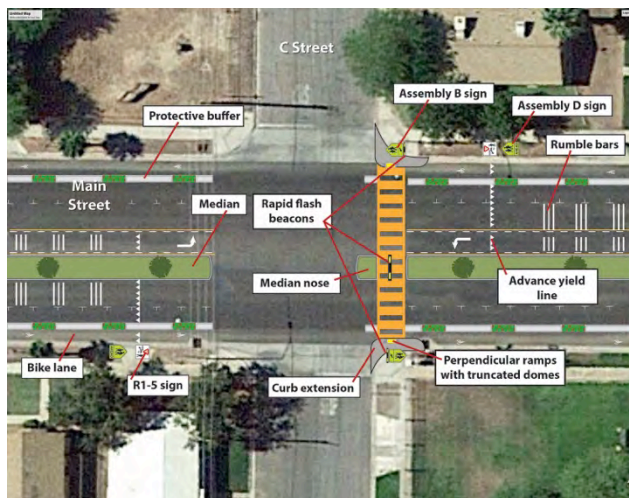 C Street
Assembly B sign
Assembly D sign
Protective buffer
Rumble bars
Main
Street
Rapid flash
beacons
Median
Median nose
Advance yield
line
Bike lane
R1-5 sign
Curb extension
Perpendicular ramps
with truncated domes